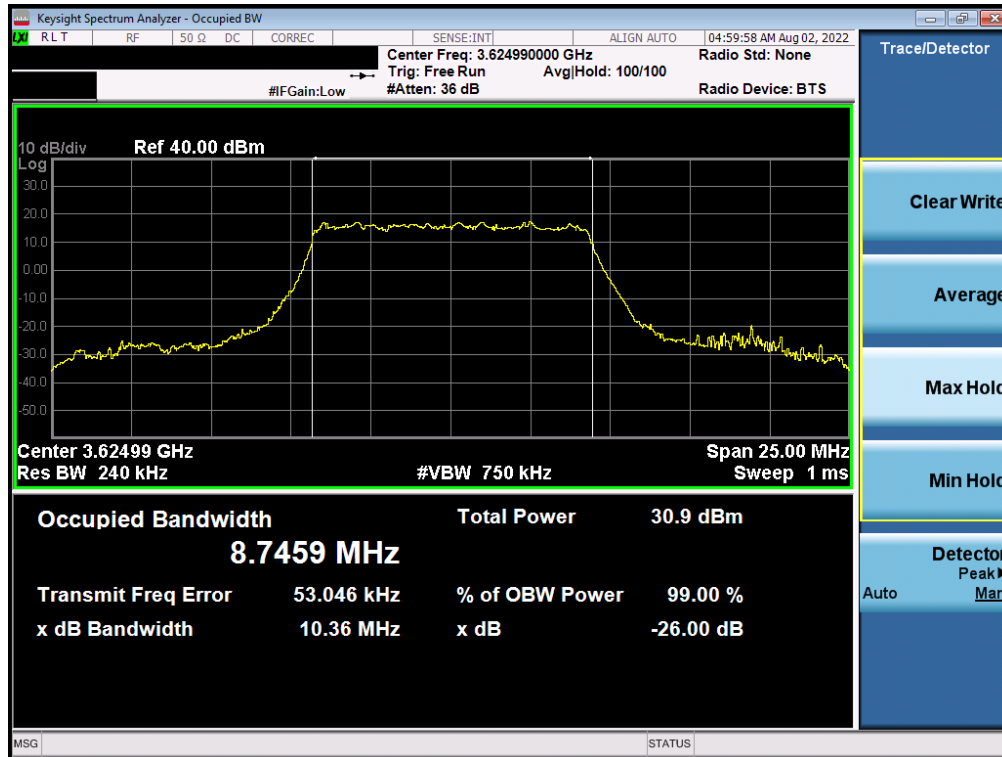 Keysight Spectrum Analyzer - Occupied BW
LXI RLT RF 50 Ω DC CORREC SENSE:INT ALIGN AUTO 04:59:58 AM Aug 02, 2022
Center Freq: 3.624990000 GHz Radio Std: None
Trig: Free Run Avg|Hold: 100/100
#IFGain:Low #Atten: 36 dB Radio Device: BTS
Trace/Detector
10 dB/div Ref 40.00 dBm
Log
30.0
20.0
10.0
0.00
-10.0
-20.0
-30.0
-40.0
-50.0
Center 3.62499 GHz Span 25.00 MHz
Res BW 240 kHz #VBW 750 kHz Sweep 1 ms
Occupied Bandwidth Total Power 30.9 dBm
8.7459 MHz
Transmit Freq Error 53.046 kHz % of OBW Power 99.00 %
x dB Bandwidth 10.36 MHz x dB -26.00 dB
Clear Write
Average
Max Hold
Min Hold
Detector
Peak▶
Auto Man
MSG STATUS